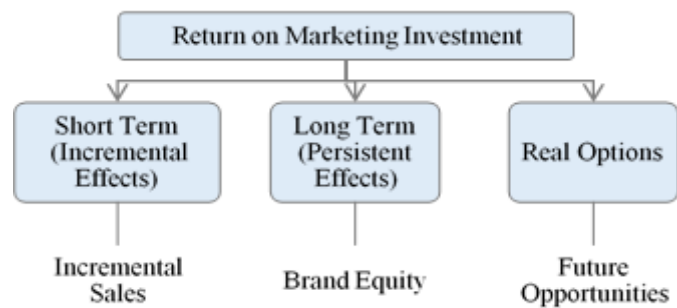 Return on Marketing Investment
Short Term
(Incremental
Effects)
Long Term
(Persistent
Effects)
Real Options
Incremental
Sales
Brand Equity
Future
Opportunities